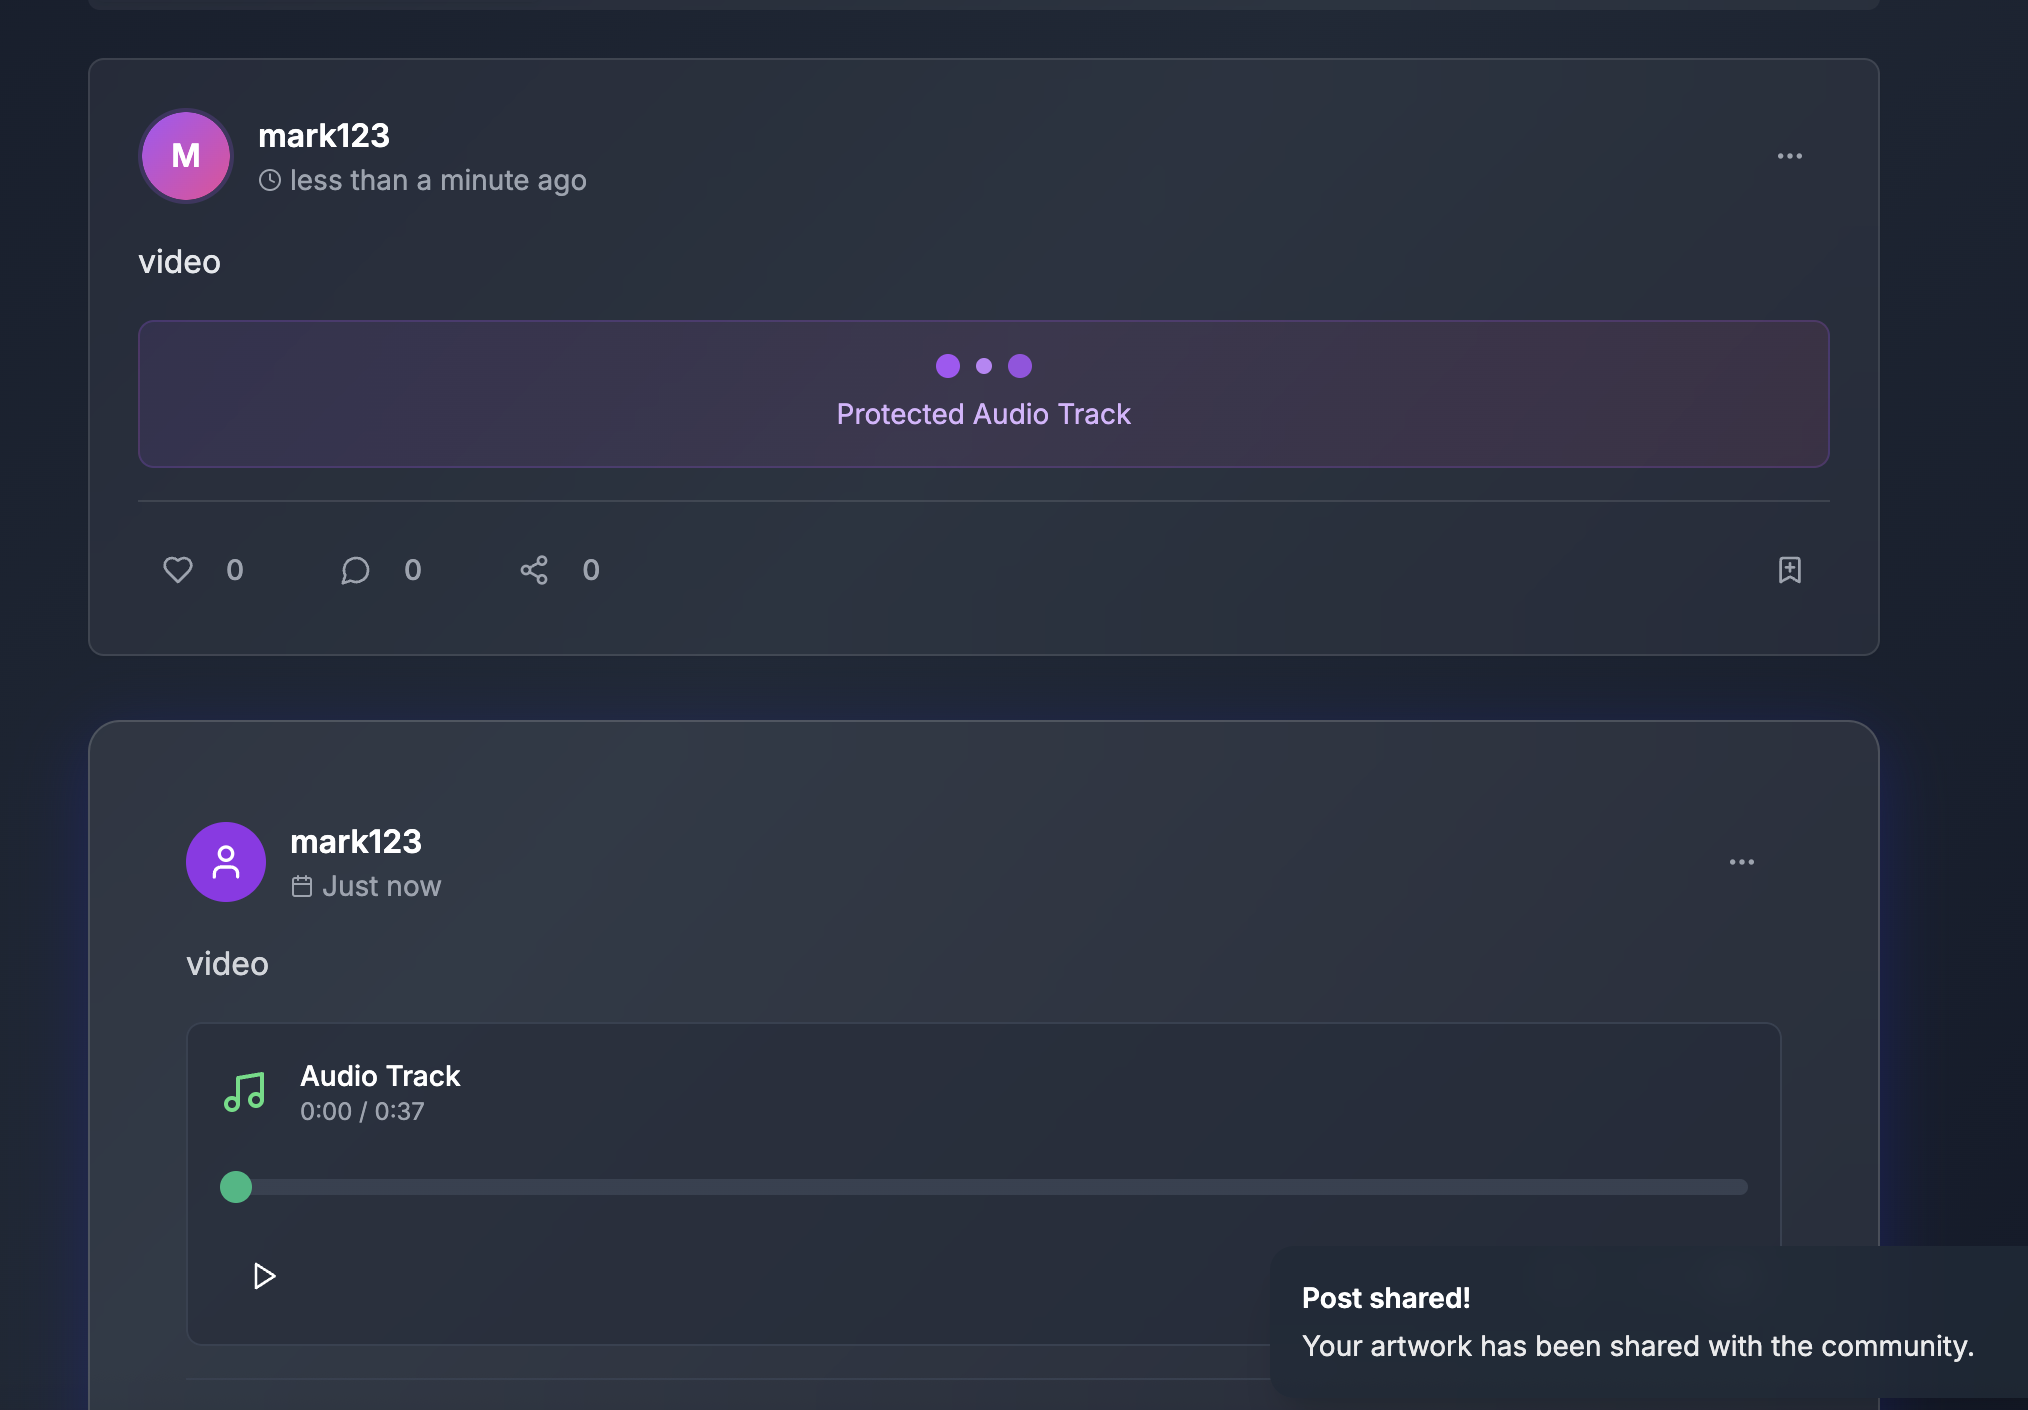 M
mark123
less than a minute ago
video
Protected Audio Track
0 0 0
mark123
Just now
video
Audio Track
0:00 / 0:37
Post shared!
Your artwork has been shared with the community.